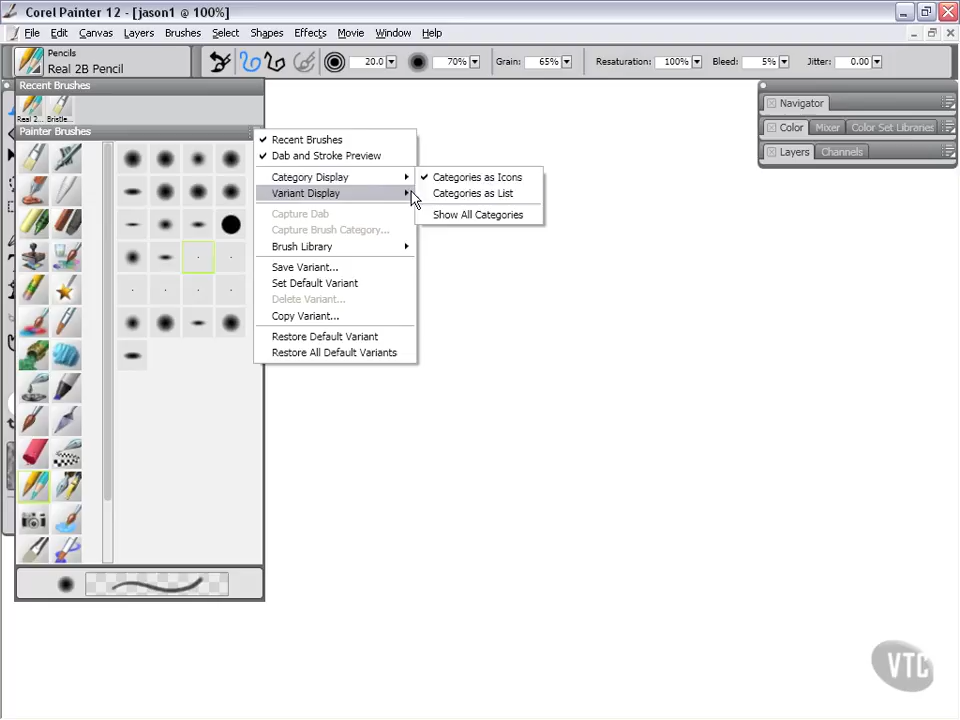 Corel Painter 12 - [jason1 @ 100%]
File Edit Canvas Layers Brushes Select Shapes Effects Movie Window Help
Pencils
Real 2B Pencil
20.0 70% Grain: 65% Resaturation: 100% Bleed: 5% Jitter: 0.00
Recent Brushes
Real 2... Bristle...
Painter Brushes
Recent Brushes
Dab and Stroke Preview
Category Display
Variant Display
Capture Dab
Capture Brush Category...
Brush Library
Save Variant...
Set Default Variant
Delete Variant...
Copy Variant...
Restore Default Variant
Restore All Default Variants
Categories as Icons
Categories as List
Show All Categories
Navigator
Color Mixer Color Set Libraries
Layers Channels
VTC